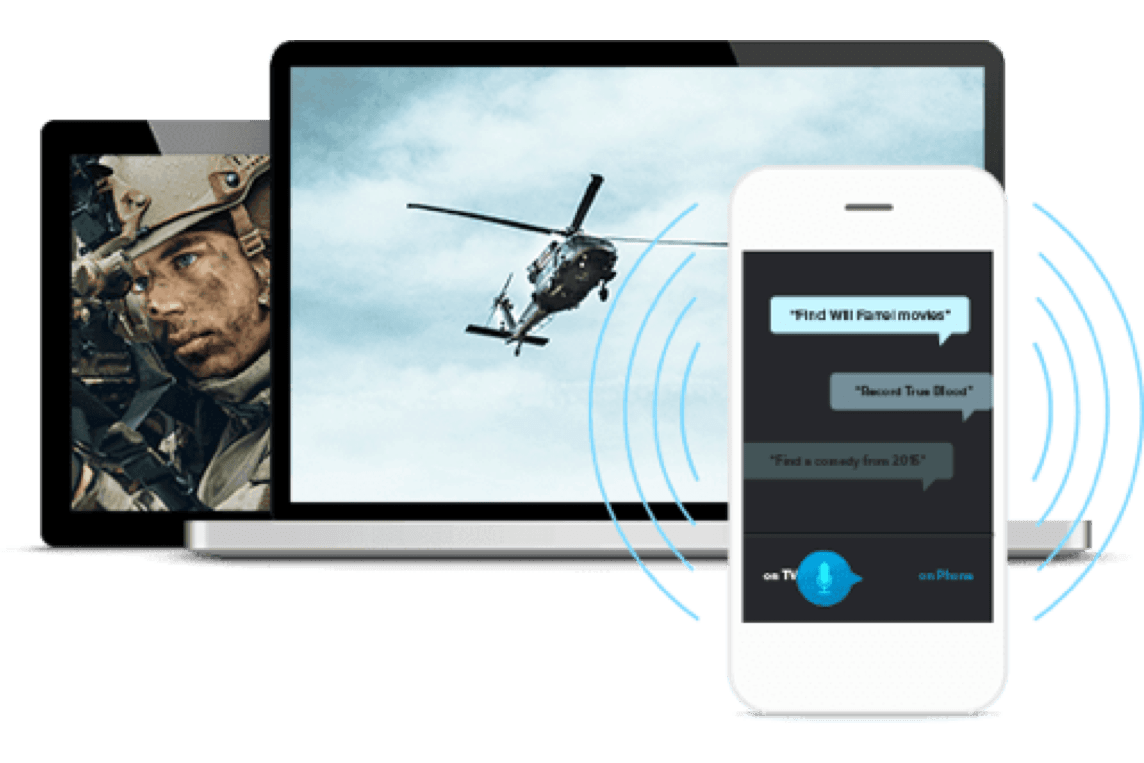 "Find Will Farrel movies"
"Record True Blood"
"Find a comedy from 2015"
on TV
on Phone